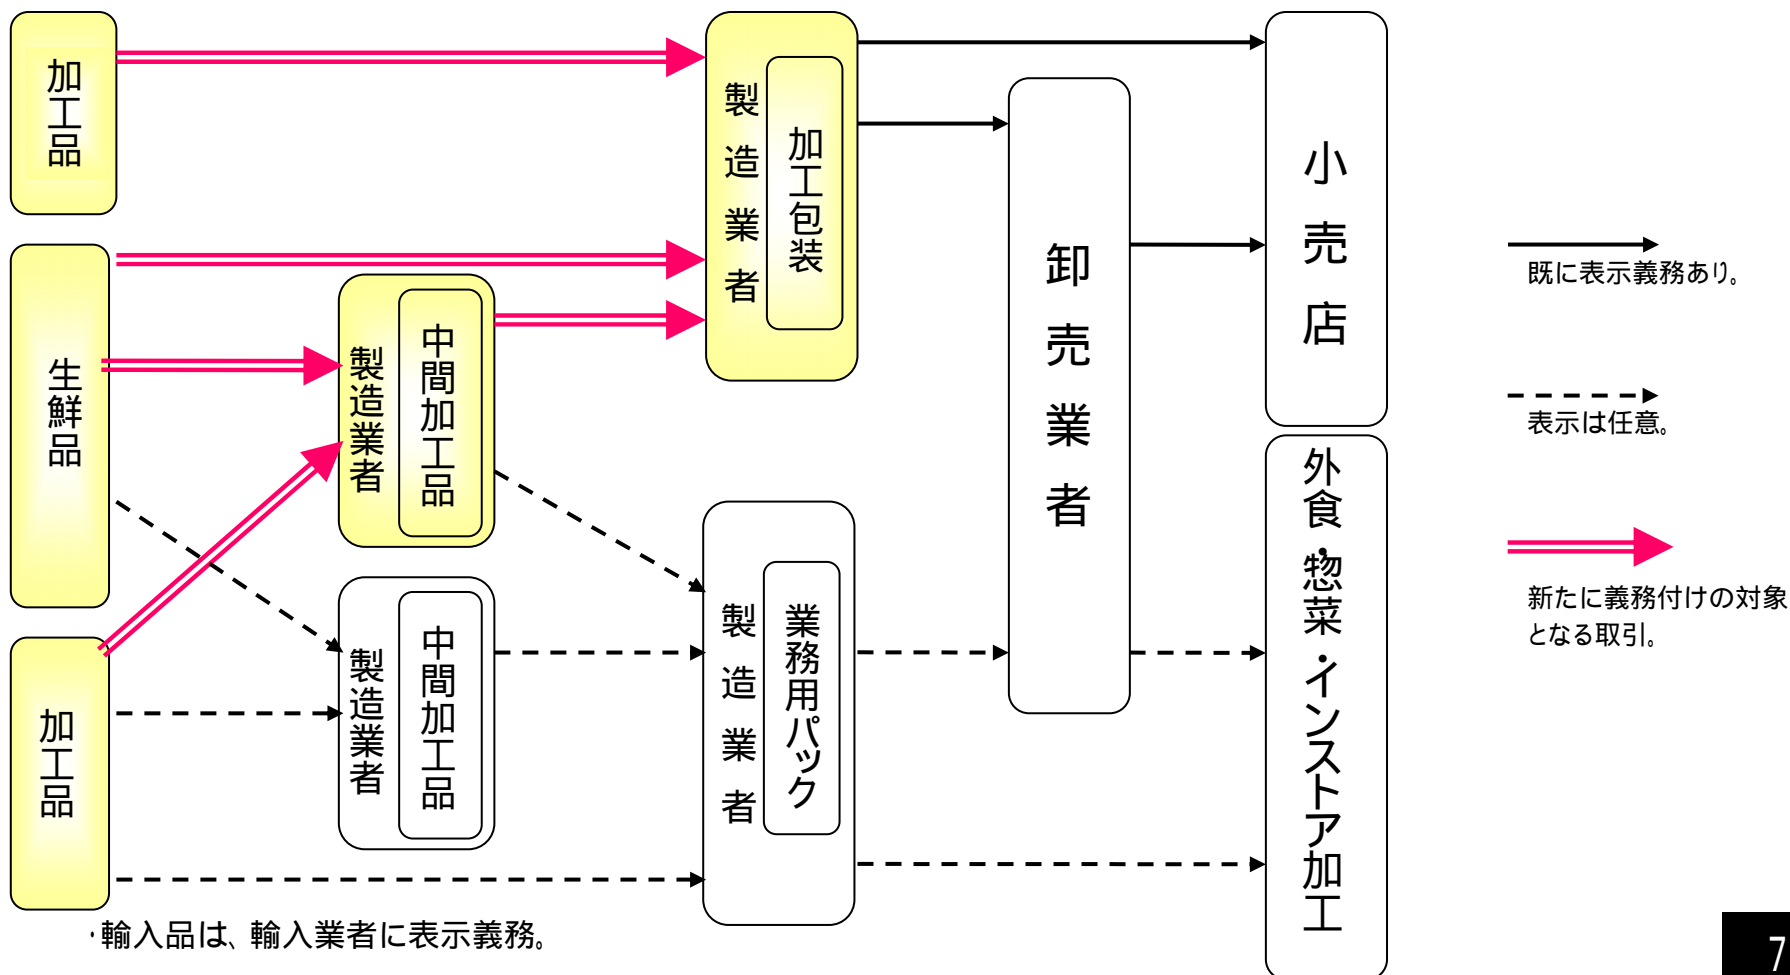 加工品
生鮮品
加工品
製造業者
中間加工品
製造業者
中間加工品
製造業者
加工包装
製造業者
業務用パック
卸売業者
小売店
外食・惣菜・インストア加工
既に表示義務あり。
表示は任意。
新たに義務付けの対象
となる取引。
・輸入品は、輸入業者に表示義務。
7